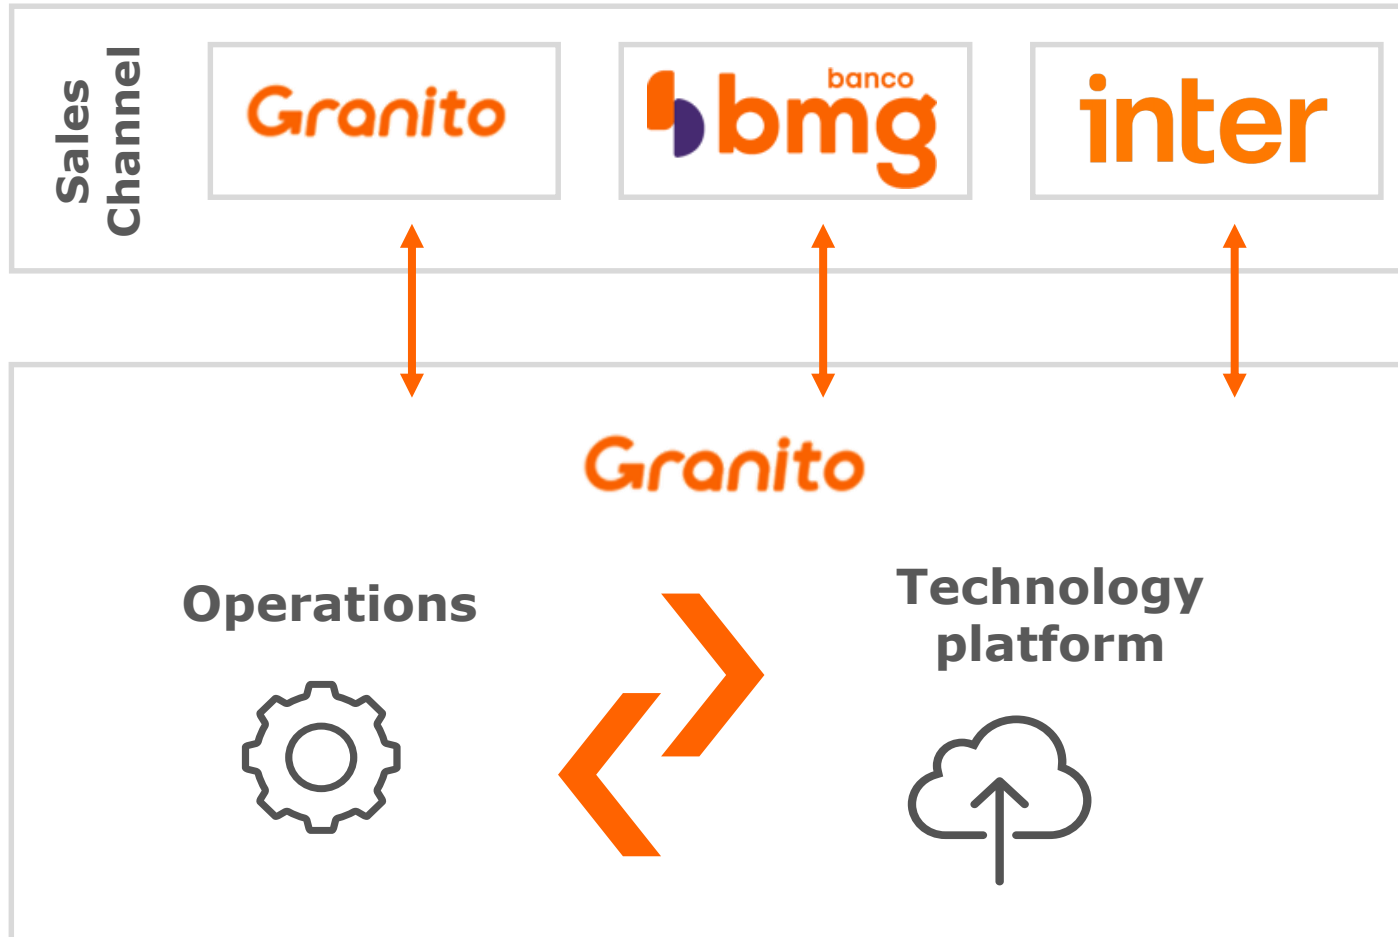 Sales
Channel
Granito
banco
bmg
inter
Granito
Operations
Technology
platform